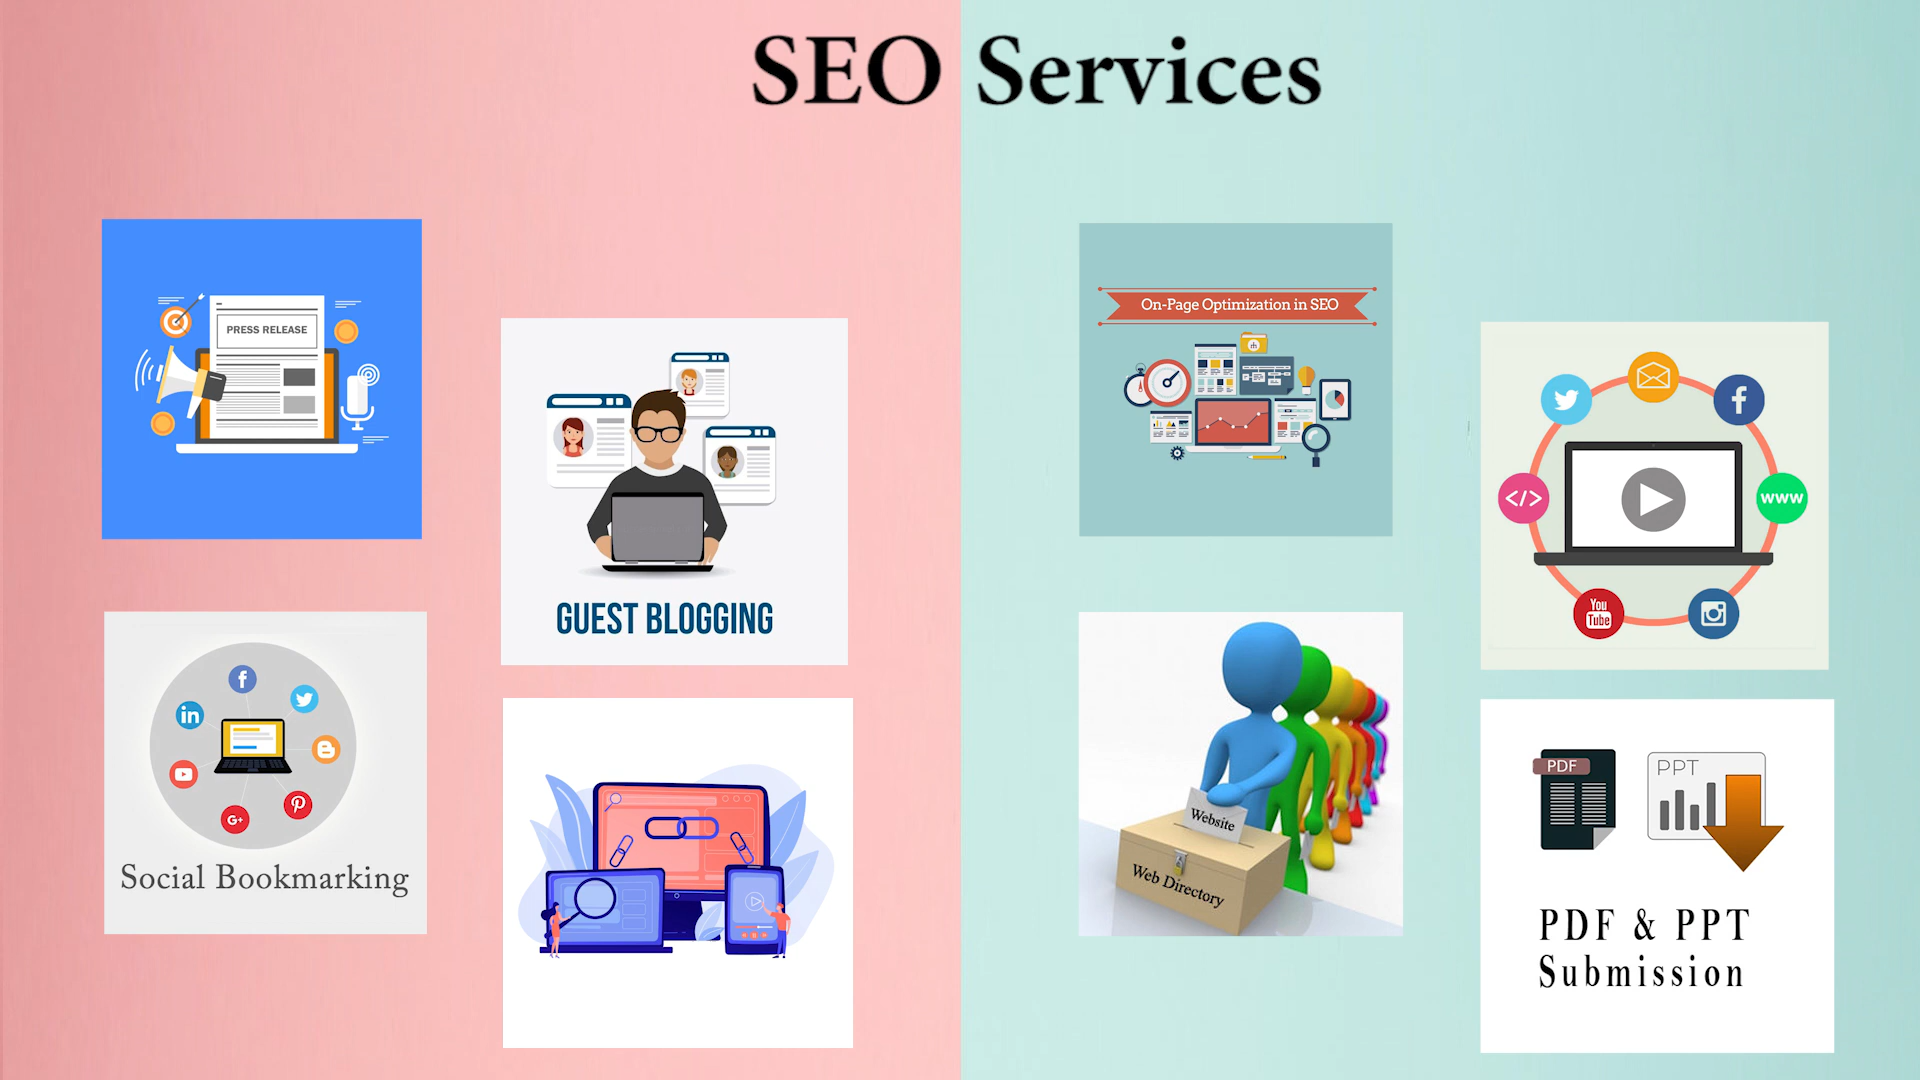 SEO Services
PRESS RELEASE
GUEST BLOGGING
f
in
G+
Social Bookmarking
On-Page Optimization in SEO
f
</>
WWW
You
Tube
Website
Web Directory
PDF
PPT
PDF & PPT
Submission